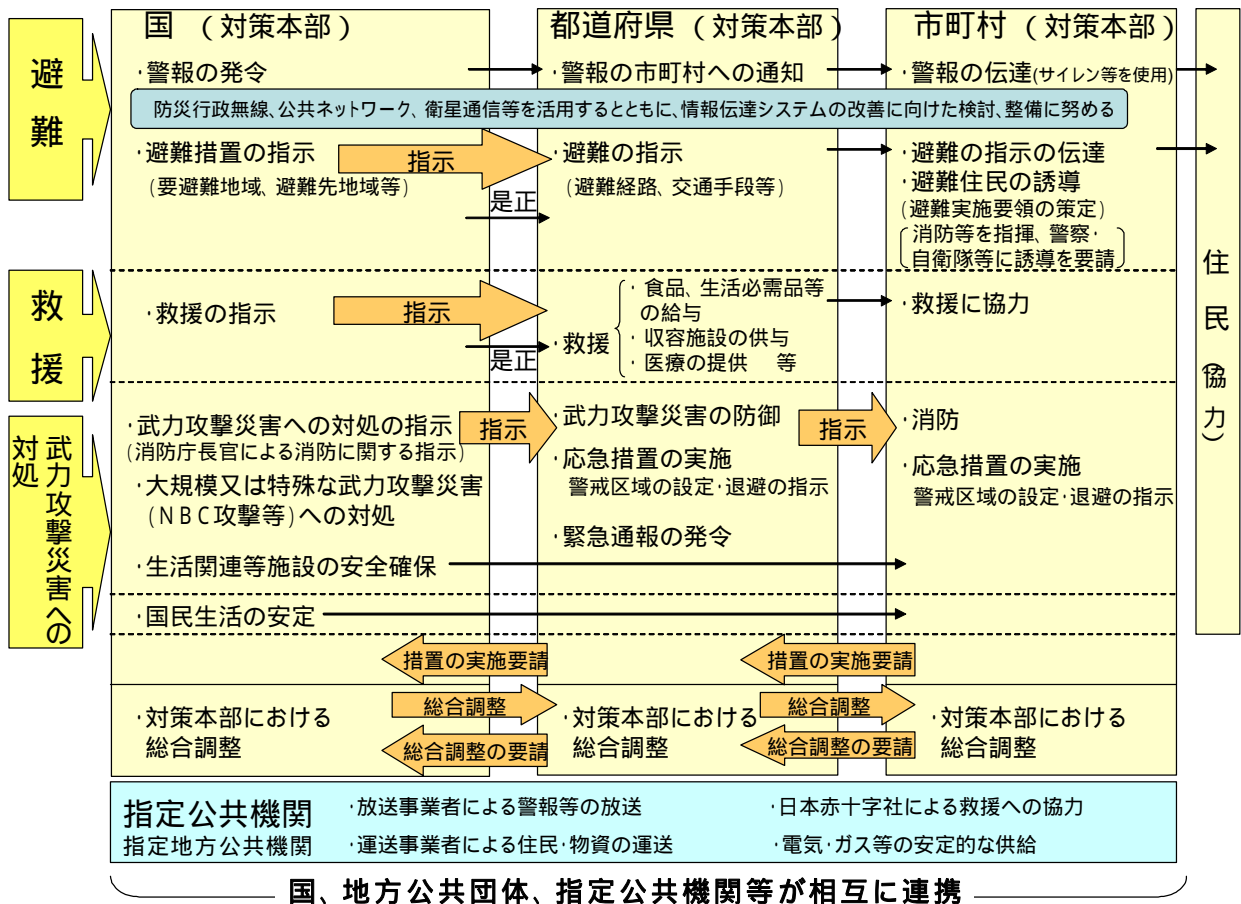 国 （対策本部）
都道府県（対策本部）
市町村（対策本部）
避難
・警報の発令
・警報の市町村への通知
・警報の伝達(サイレン等を使用)
防災行政無線、公共ネットワーク、衛星通信等を活用するとともに、情報伝達システムの改善に向けた検討、整備に努める
・避難措置の指示
(要避難地域、避難先地域等)
指示
是正
・避難の指示
(避難経路、交通手段等)
・避難の指示の伝達
・避難住民の誘導
(避難実施要領の策定)
消防等を指揮、警察・
自衛隊等に誘導を要請
住民（協力）
救援
・救援の指示
指示
是正
・救援
・食品、生活必需品等
の給与
・収容施設の供与
・医療の提供 等
・救援に協力
武力攻撃災害への
対処
・武力攻撃災害への対処の指示
(消防庁長官による消防に関する指示)
指示
・武力攻撃災害の防御
指示
・消防
・大規模又は特殊な武力攻撃災害
(NBC攻撃等)への対処
・応急措置の実施
警戒区域の設定・退避の指示
・応急措置の実施
警戒区域の設定・退避の指示
・緊急通報の発令
・生活関連等施設の安全確保
・国民生活の安定
措置の実施要請
措置の実施要請
・対策本部における
総合調整
総合調整
総合調整の要請
・対策本部における
総合調整
総合調整
総合調整の要請
・対策本部における
総合調整
指定公共機関
指定地方公共機関
・放送事業者による警報等の放送
・日本赤十字社による救援への協力
・運送事業者による住民・物資の運送
・電気・ガス等の安定的な供給
国、地方公共団体、指定公共機関等が相互に連携